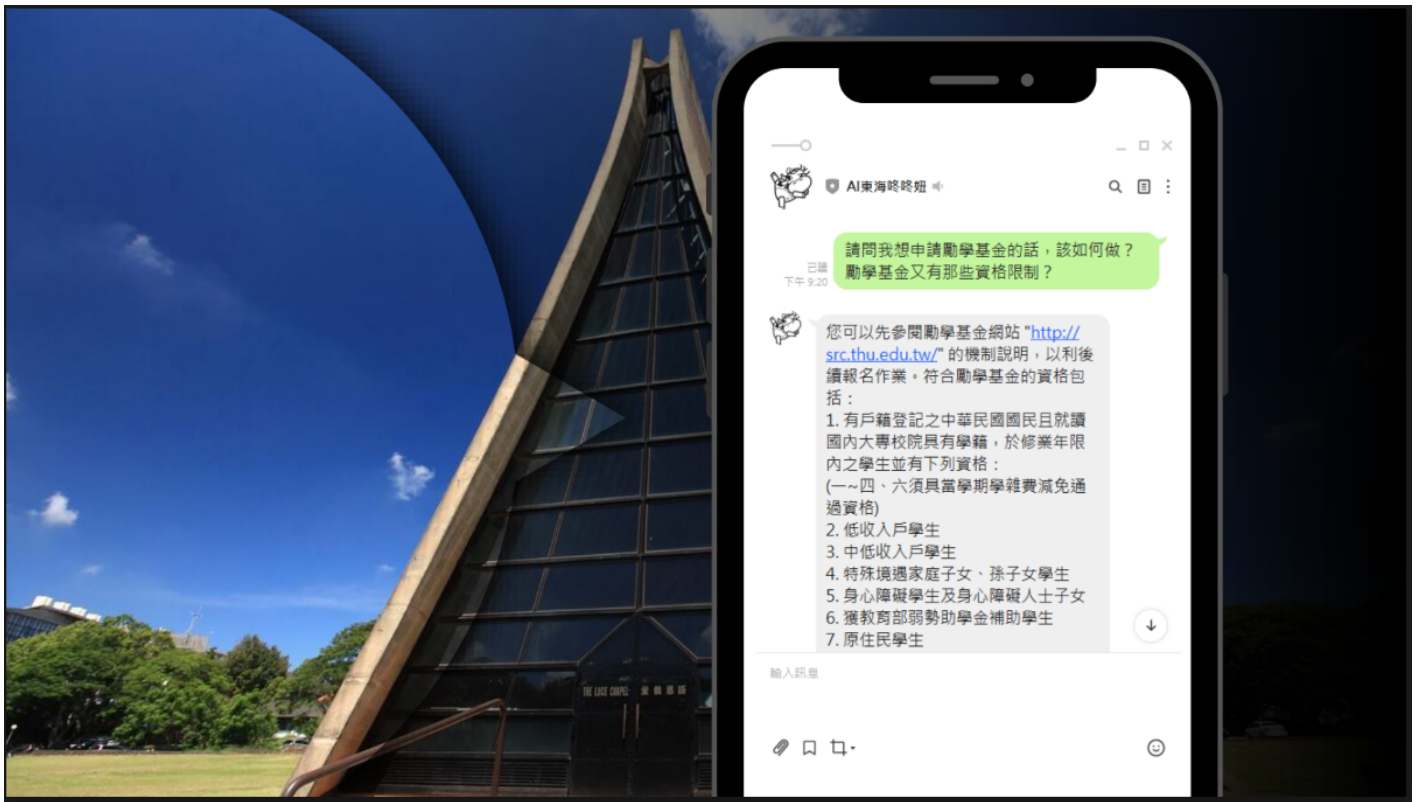 AI東海咚咚妞
請問我想申請勵學基金的話，該如何做？
勵學基金又有那些資格限制？
已讀
下午 9:20
您可以先參閱勵學基金網站 "http://
src.thu.edu.tw/" 的機制說明，以利後
續報名作業。符合勵學基金的資格包
括：
1. 有戶籍登記之中華民國國民且就讀
國內大專校院具有學籍，於修業年限
內之學生並有下列資格：
(一~四、六須具當學期學雜費減免通
過資格)
2. 低收入戶學生
3. 中低收入戶學生
4. 特殊境遇家庭子女、孫子女學生
5. 身心障礙學生及身心障礙人士子女
6. 獲教育部弱勢助學金補助學生
7. 原住民學生
輸入訊息
THE LUCE CHAPEL